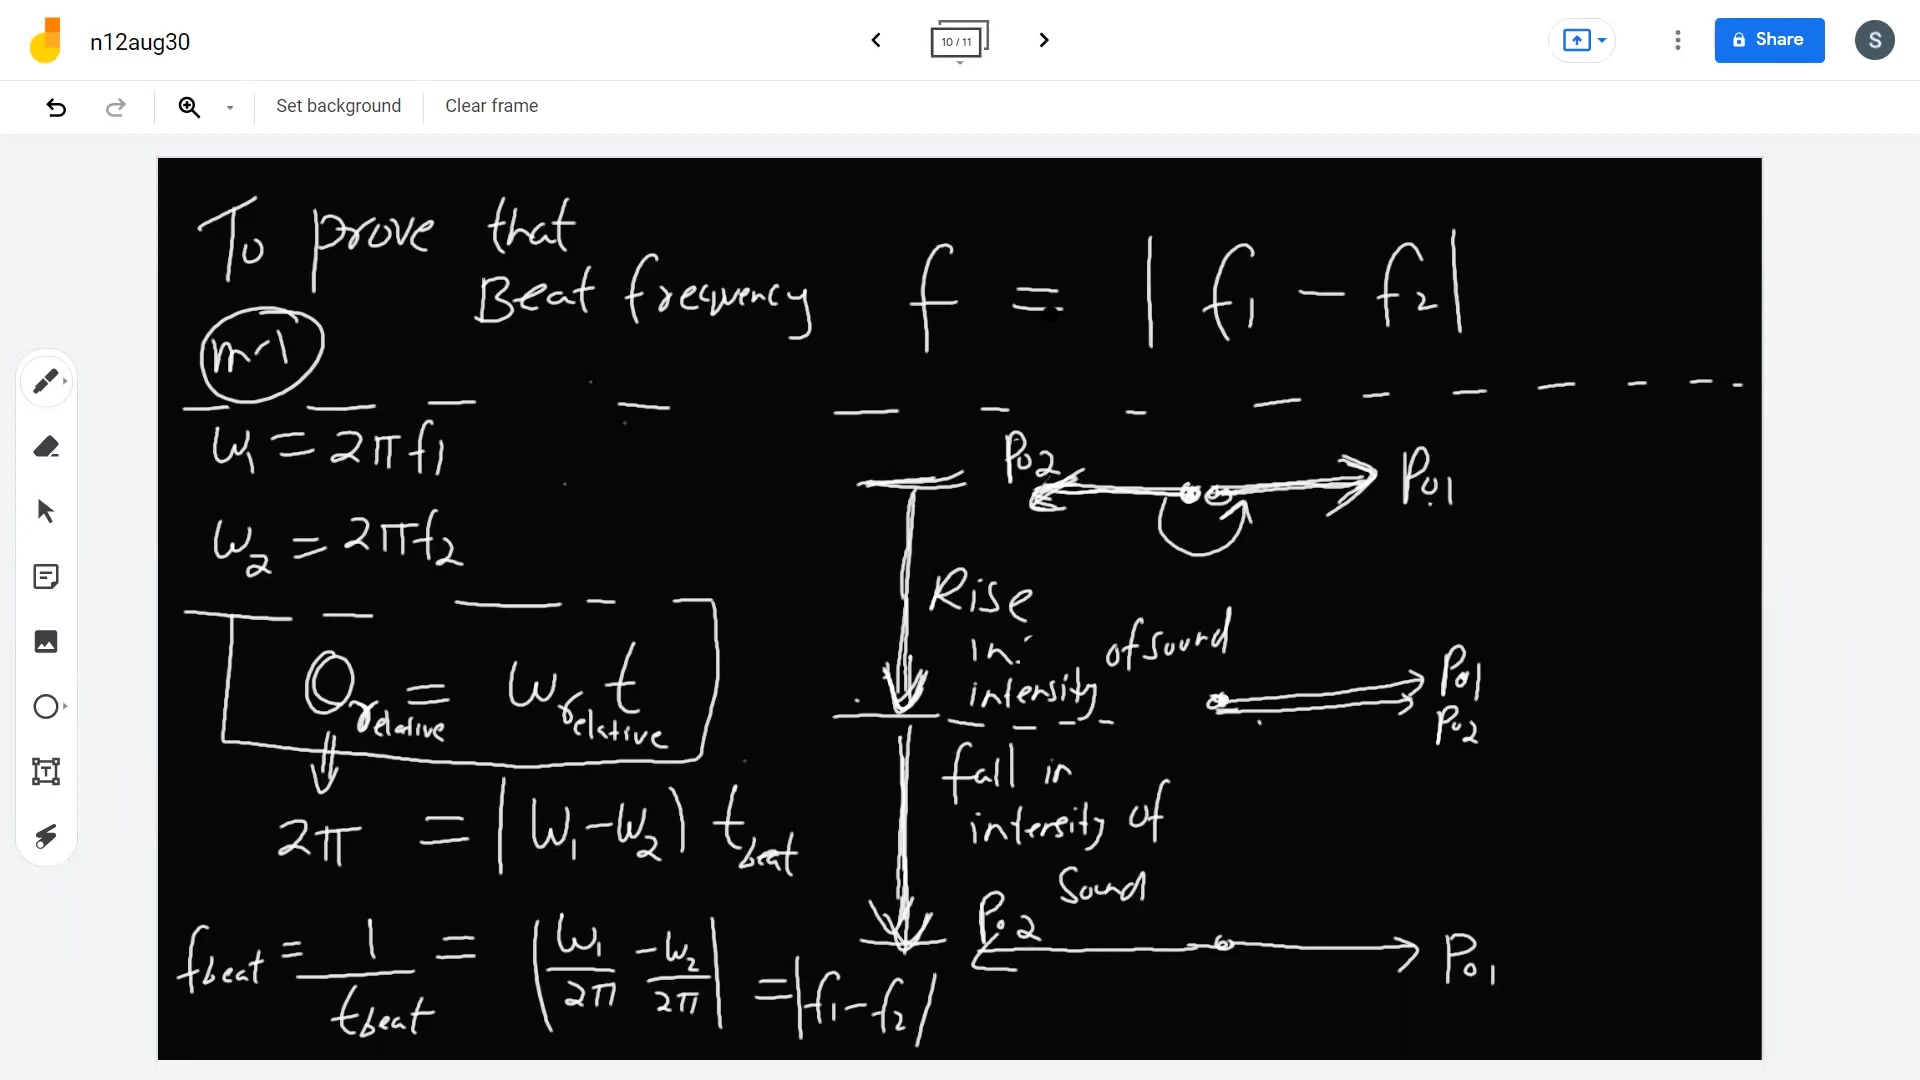 n12aug30
10 / 11
Share
S
Set background
Clear frame
To prove that
Beat frequency f = | f1 - f2 |
m-1
ω1 = 2πf1
ω2 = 2πf2
θrelative = ωrelative t
2π = |ω1-ω2| tbeat
fbeat = 1/tbeat = |ω1/2π - ω2/2π| = |f1-f2|
P02 P01
Rise
in
intensity of sound
P01
P02
fall in
intensity of
Sound
P02 P01